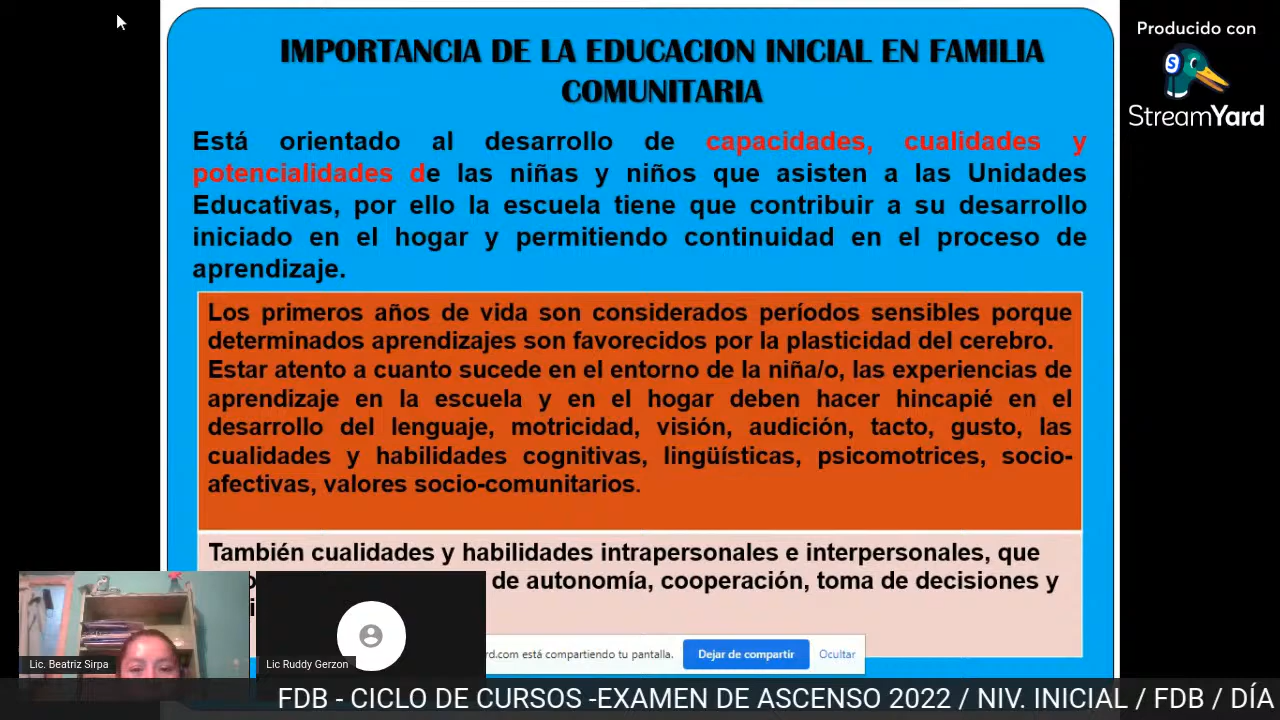 IMPORTANCIA DE LA EDUCACION INICIAL EN FAMILIA
COMUNITARIA
Producido con
StreamYard
Está orientado al desarrollo de capacidades, cualidades y
potencialidades de las niñas y niños que asisten a las Unidades
Educativas, por ello la escuela tiene que contribuir a su desarrollo
iniciado en el hogar y permitiendo continuidad en el proceso de
aprendizaje.
Los primeros años de vida son considerados períodos sensibles porque
determinados aprendizajes son favorecidos por la plasticidad del cerebro.
Estar atento a cuanto sucede en el entorno de la niña/o, las experiencias de
aprendizaje en la escuela y en el hogar deben hacer hincapié en el
desarrollo del lenguaje, motricidad, visión, audición, tacto, gusto, las
cualidades y habilidades cognitivas, lingüísticas, psicomotrices, socio-
afectivas, valores socio-comunitarios.
También cualidades y habilidades intrapersonales e interpersonales, que
de autonomía, cooperación, toma de decisiones y
Lic. Beatriz Sirpa
Lic Ruddy Gerzon
rd.com está compartiendo tu pantalla.
Dejar de compartir
Ocultar
FDB - CICLO DE CURSOS -EXAMEN DE ASCENSO 2022 / NIV. INICIAL / FDB / DÍA